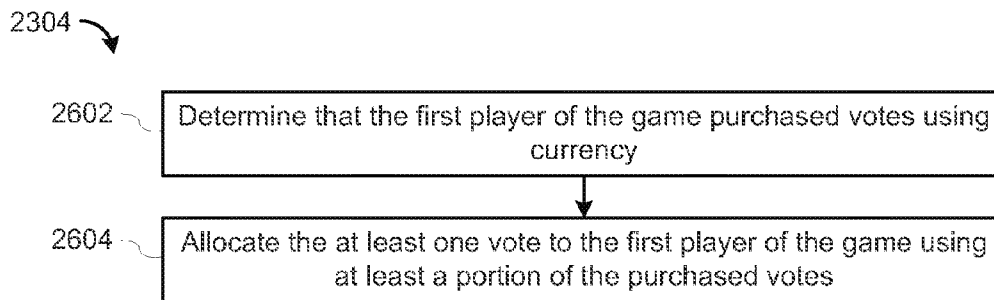 2304
2602
Determine that the first player of the game purchased votes using
currency
2604
Allocate the at least one vote to the first player of the game using
at least a portion of the purchased votes